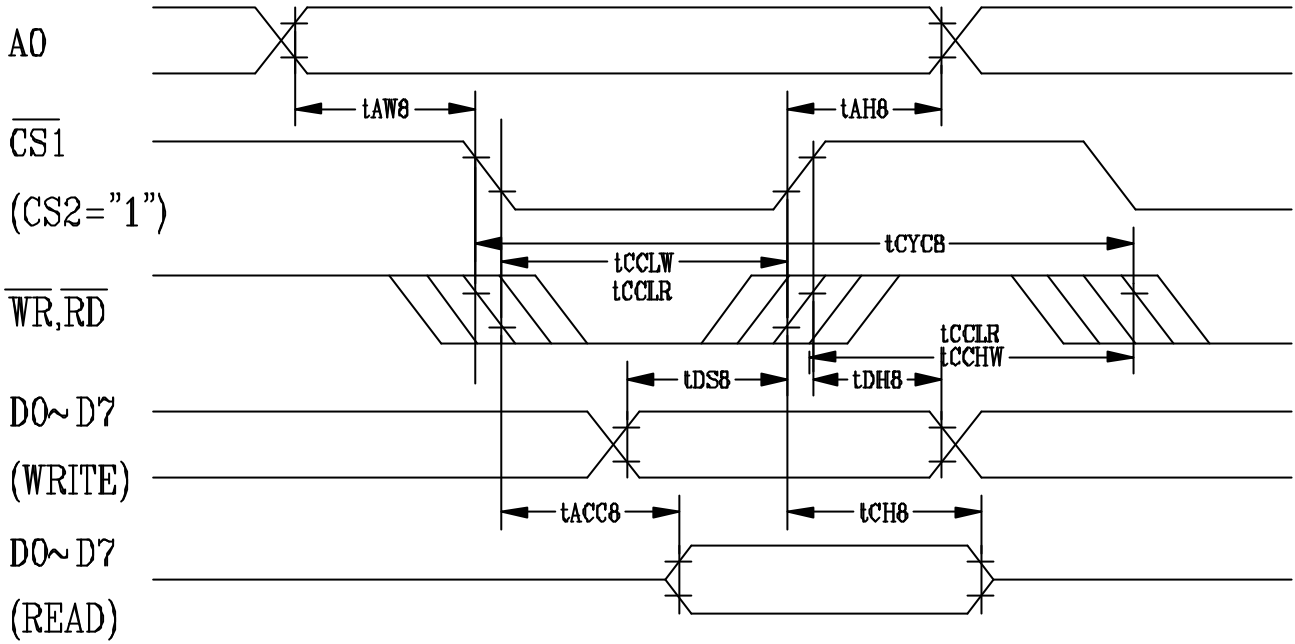 A0
tAW8
tAH8
CS1
(CS2="1")
tCYC8
tCCLW
tCCLR
WR,RD
tCCLR
tCCHW
tDS8
tDH8
D0~D7
(WRITE)
tACC8
tCH8
D0~D7
(READ)